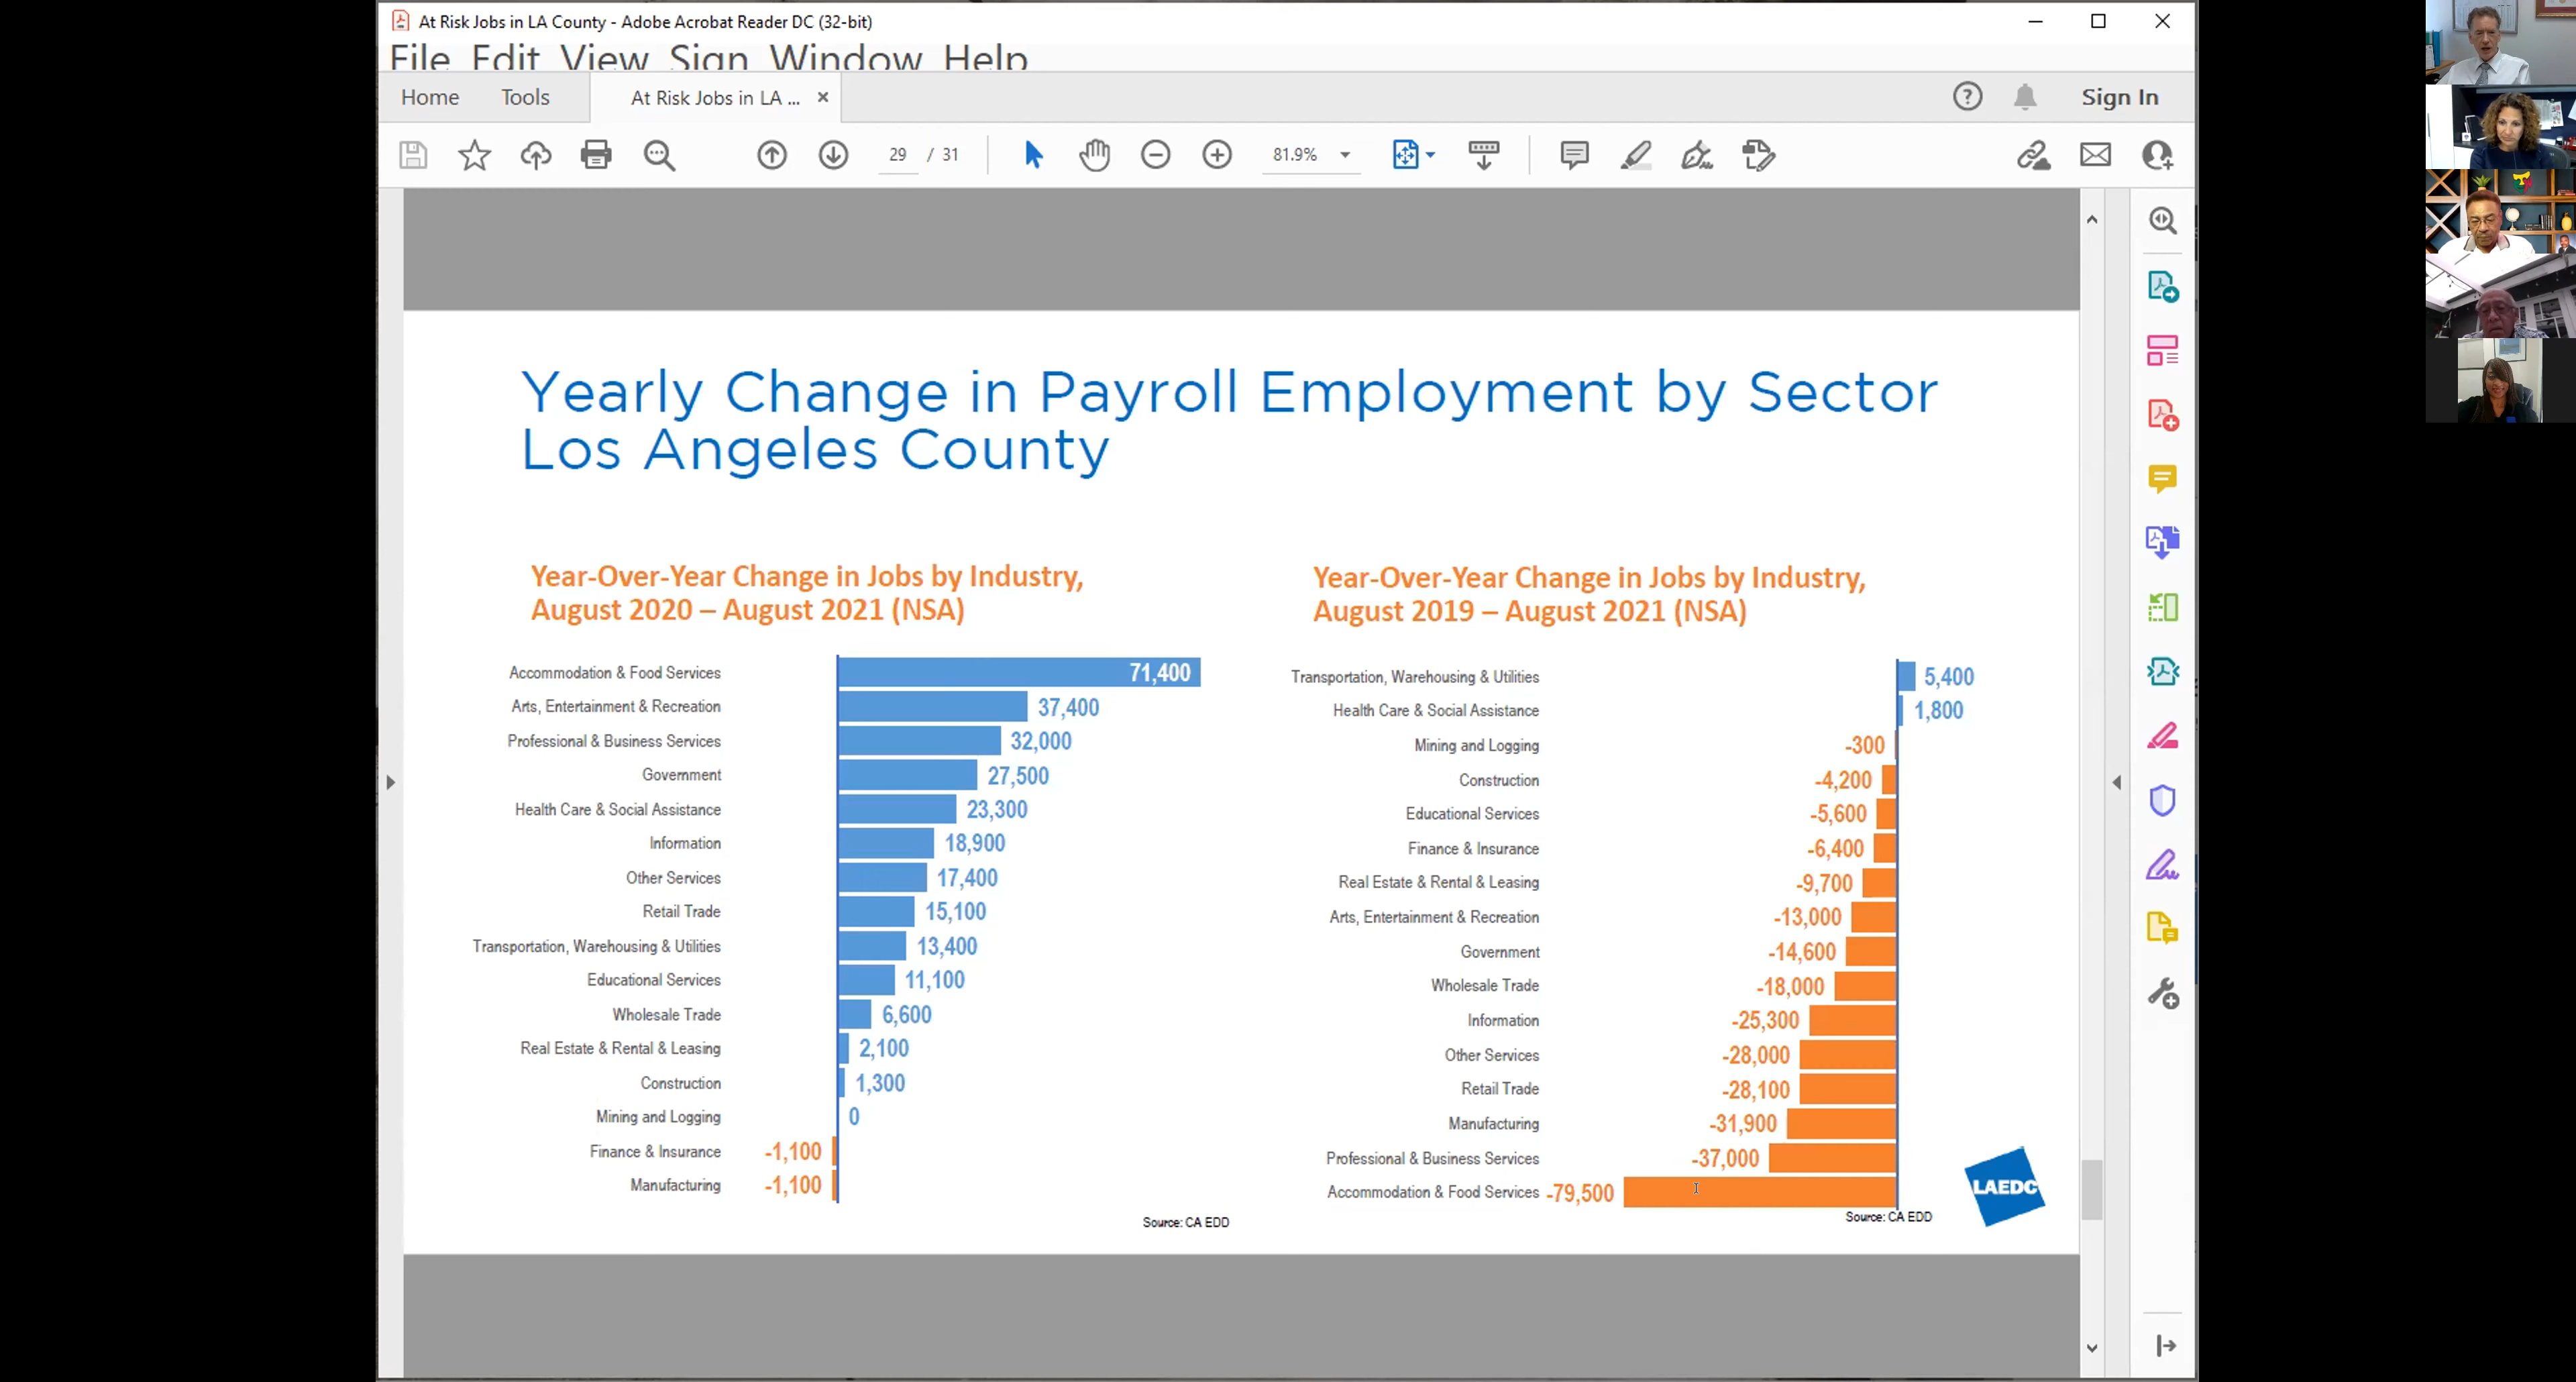 At Risk Jobs in LA County - Adobe Acrobat Reader DC (32-bit)
File Edit View Sign Window Help
Home Tools At Risk Jobs in LA ... Sign In
29 / 31 81.9%
Yearly Change in Payroll Employment by Sector
Los Angeles County
Year-Over-Year Change in Jobs by Industry,
August 2020 – August 2021 (NSA)
Accommodation & Food Services 71,400
Arts, Entertainment & Recreation 37,400
Professional & Business Services 32,000
Government 27,500
Health Care & Social Assistance 23,300
Information 18,900
Other Services 17,400
Retail Trade 15,100
Transportation, Warehousing & Utilities 13,400
Educational Services 11,100
Wholesale Trade 6,600
Real Estate & Rental & Leasing 2,100
Construction 1,300
Mining and Logging 0
Finance & Insurance -1,100
Manufacturing -1,100
Source: CA EDD
Year-Over-Year Change in Jobs by Industry,
August 2019 – August 2021 (NSA)
Transportation, Warehousing & Utilities 5,400
Health Care & Social Assistance 1,800
Mining and Logging -300
Construction -4,200
Educational Services -5,600
Finance & Insurance -6,400
Real Estate & Rental & Leasing -9,700
Arts, Entertainment & Recreation -13,000
Government -14,600
Wholesale Trade -18,000
Information -25,300
Other Services -28,000
Retail Trade -28,100
Manufacturing -31,900
Professional & Business Services -37,000
Accommodation & Food Services -79,500
Source: CA EDD
LAEDC